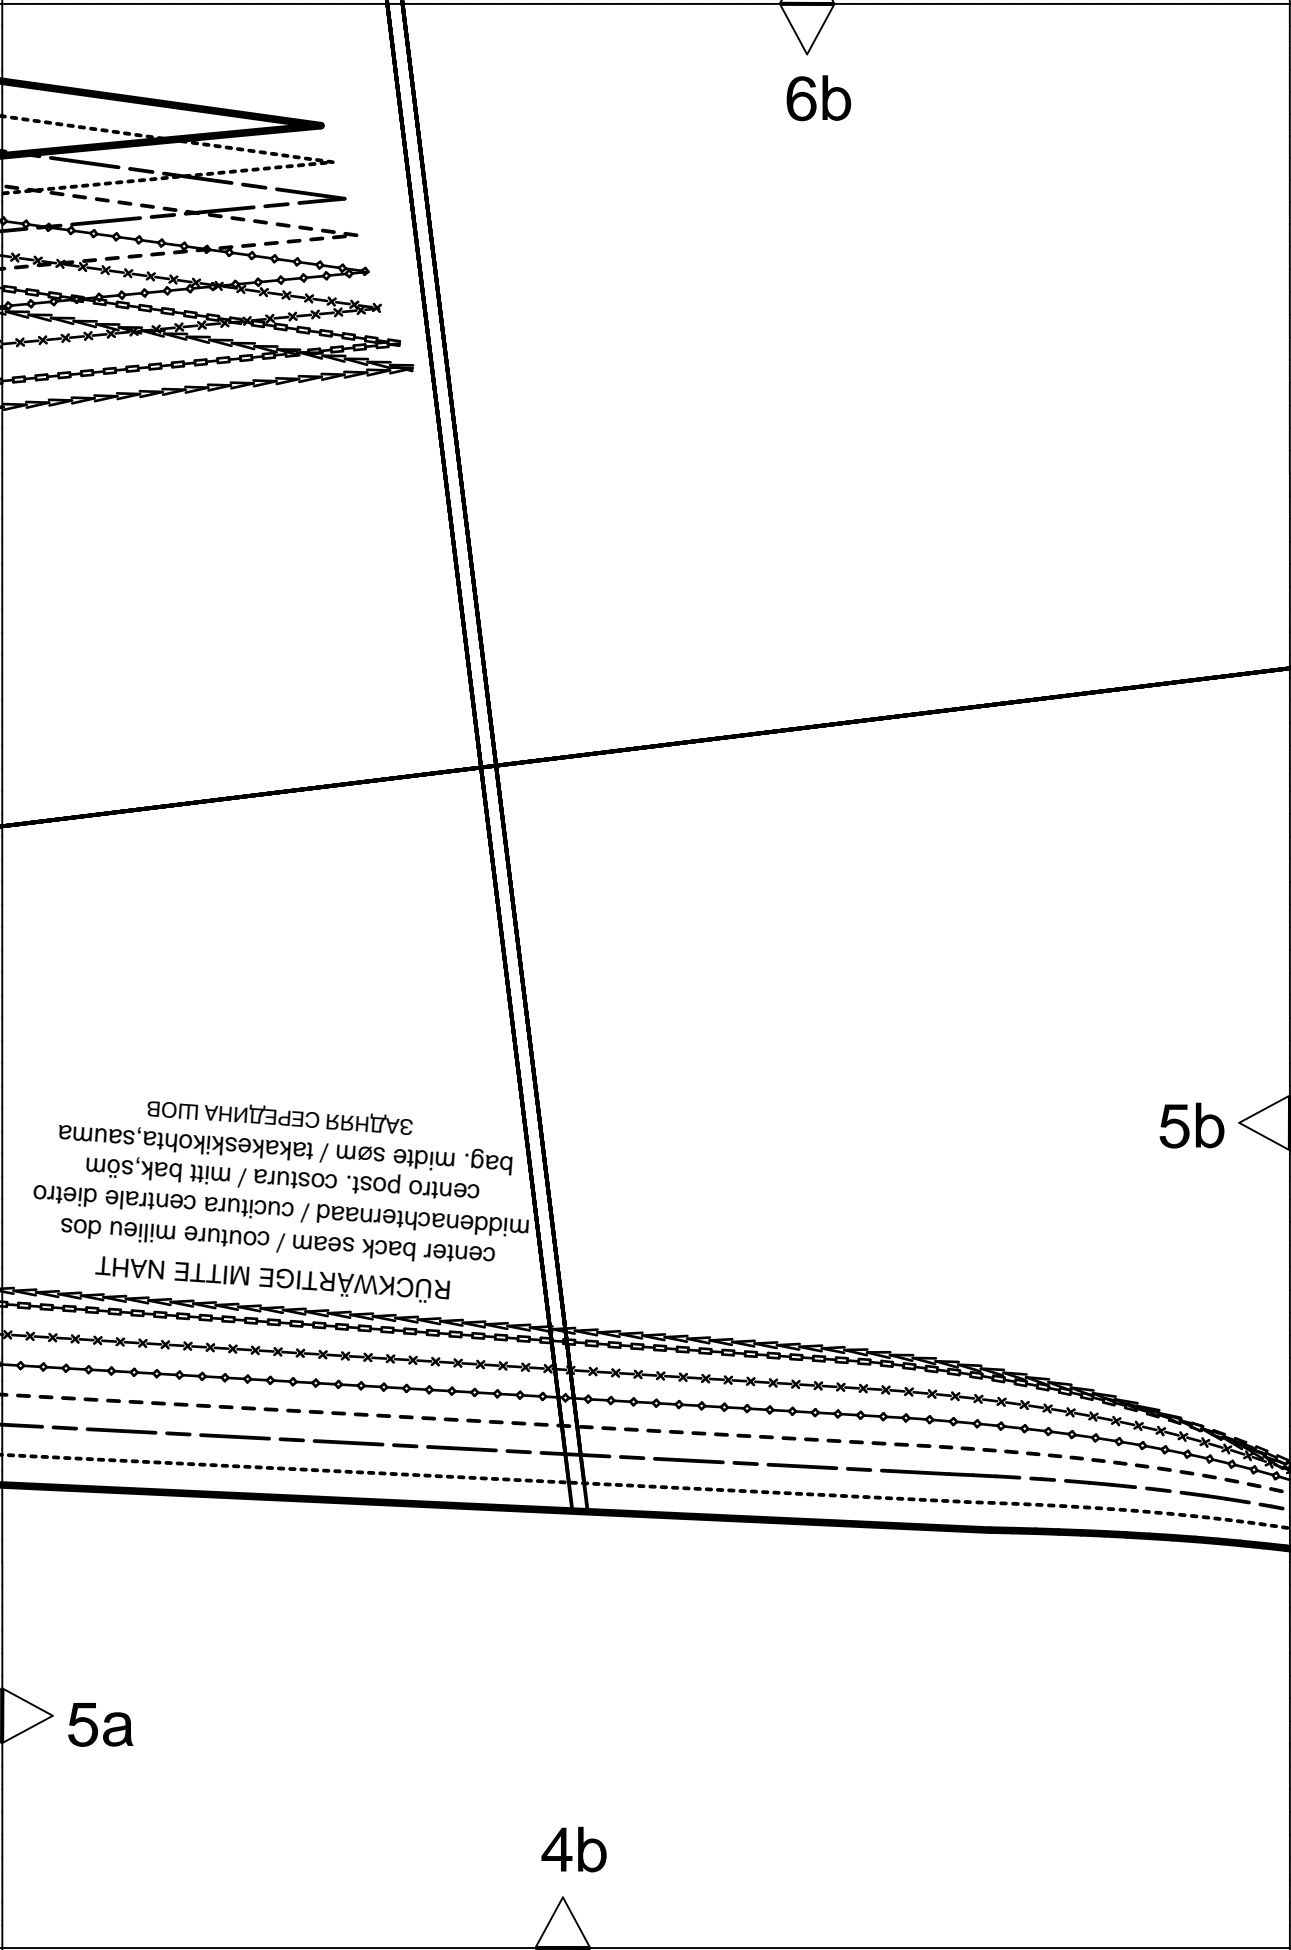 6b
RÜCKWÄRTIGE MITTE NAHT
center back seam / couture milieu dos
middenachternaad / cucitura centrale dietro
centro post. costura / mitt bak,söm
bag. midte søm / takakeskikohta,sauma
ЗАДНЯЯ СЕРЕДИНА ШОВ
5b
5a
4b